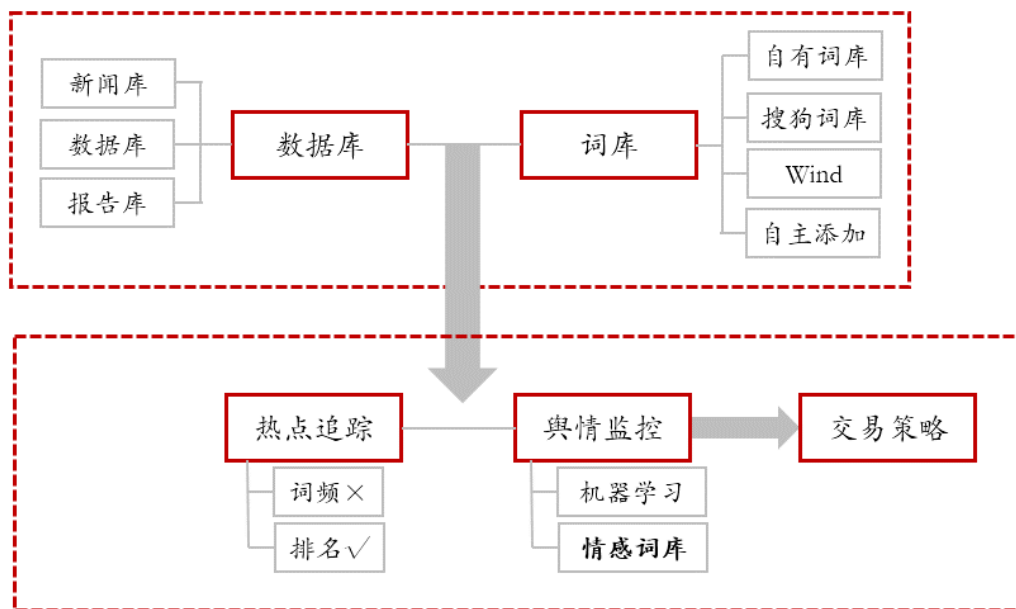 新闻库
数据库
报告库
数据库
词库
自有词库
搜狗词库
Wind
自主添加
热点追踪
词频×
排名√
舆情监控
机器学习
情感词库
交易策略